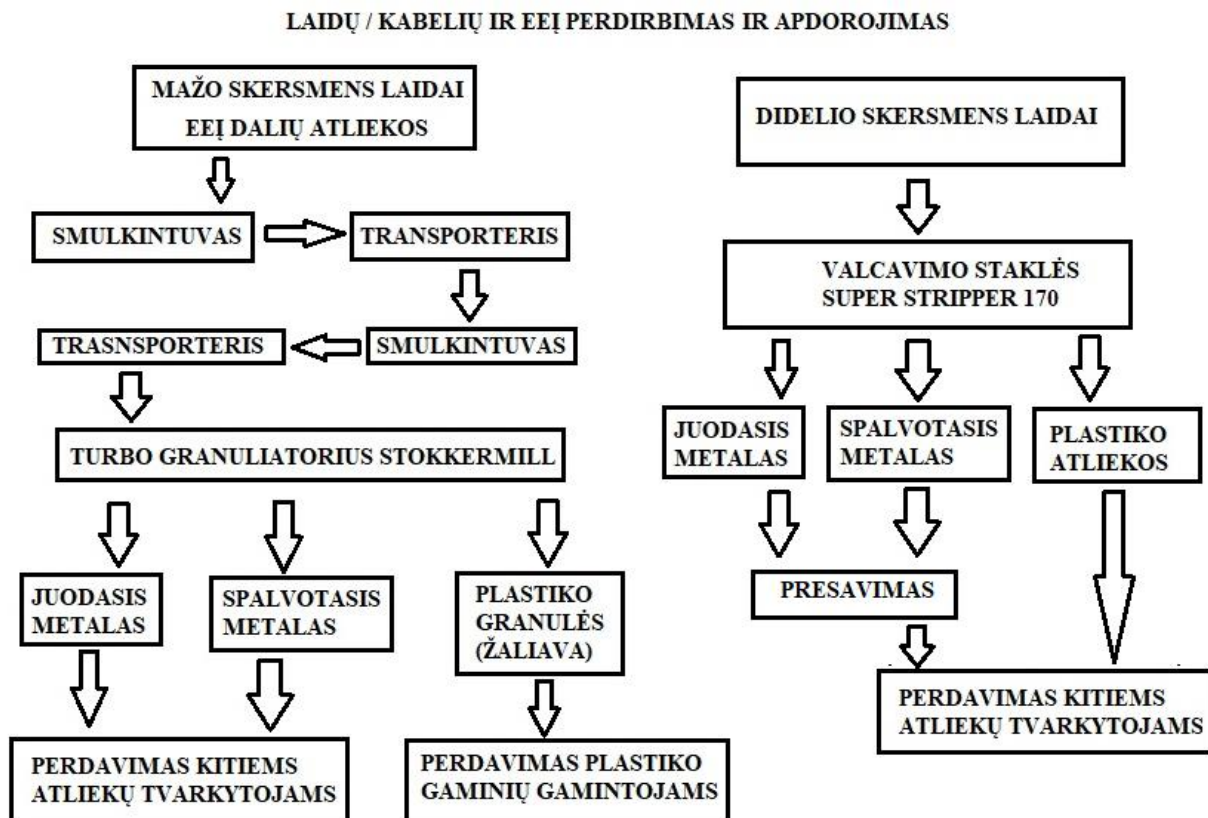 LAIDŲ / KABELIŲ IR EEĮ PERDIRBIMAS IR APDOROJIMAS
MAŽO SKERSMENS LAIDAI
EEĮ DALIŲ ATLIEKOS
SMULKINTUVAS
TRANSPORTERIS
SMULKINTUVAS
TRASNSPORTERIS
TURBO GRANULIATORIUS STOKKERMILL
JUODASIS
METALAS
SPALVOTASIS
METALAS
PLASTIKO
GRANULĖS
(ŽALIAVA)
PERDAVIMAS KITIEMS
ATLIEKŲ TVARKYTOJAMS
PERDAVIMAS PLASTIKO
GAMINIŲ GAMINTOJAMS
DIDELIO SKERSMENS LAIDAI
VALCAVIMO STAKLĖS
SUPER STRIPPER 170
JUODASIS
METALAS
SPALVOTASIS
METALAS
PLASTIKO
ATLIEKOS
PRESAVIMAS
PERDAVIMAS KITIEMS
ATLIEKŲ TVARKYTOJAMS